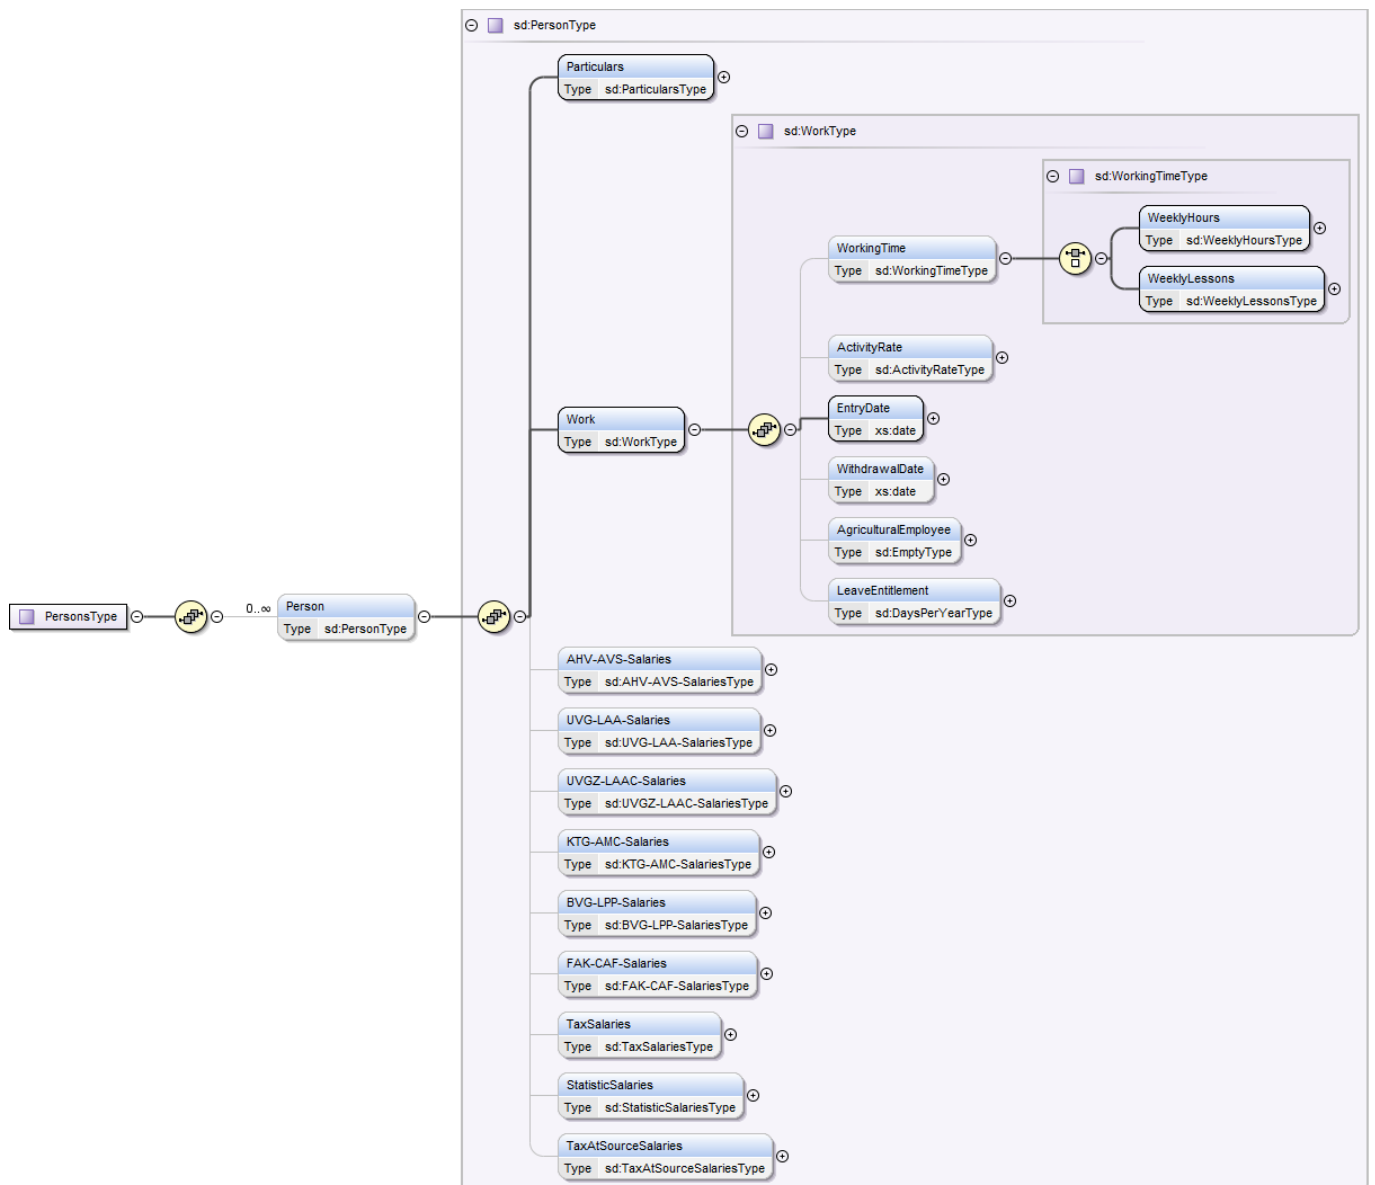 sd:PersonType
Particulars
Type sd:ParticularsType
sd:WorkType
sd:WorkingTimeType
WeeklyHours
Type sd:WeeklyHoursType
WorkingTime
Type sd:WorkingTimeType
WeeklyLessons
Type sd:WeeklyLessonsType
ActivityRate
Type sd:ActivityRateType
EntryDate
Type xs:date
Work
Type sd:WorkType
WithdrawalDate
Type xs:date
AgriculturalEmployee
Type sd:EmptyType
LeaveEntitlement
Type sd:DaysPerYearType
PersonsType
0..∞
Person
Type sd:PersonType
AHV-AVS-Salaries
Type sd:AHV-AVS-SalariesType
UVG-LAA-Salaries
Type sd:UVG-LAA-SalariesType
UVGZ-LAAC-Salaries
Type sd:UVGZ-LAAC-SalariesType
KTG-AMC-Salaries
Type sd:KTG-AMC-SalariesType
BVG-LPP-Salaries
Type sd:BVG-LPP-SalariesType
FAK-CAF-Salaries
Type sd:FAK-CAF-SalariesType
TaxSalaries
Type sd:TaxSalariesType
StatisticSalaries
Type sd:StatisticSalariesType
TaxAtSourceSalaries
Type sd:TaxAtSourceSalariesType